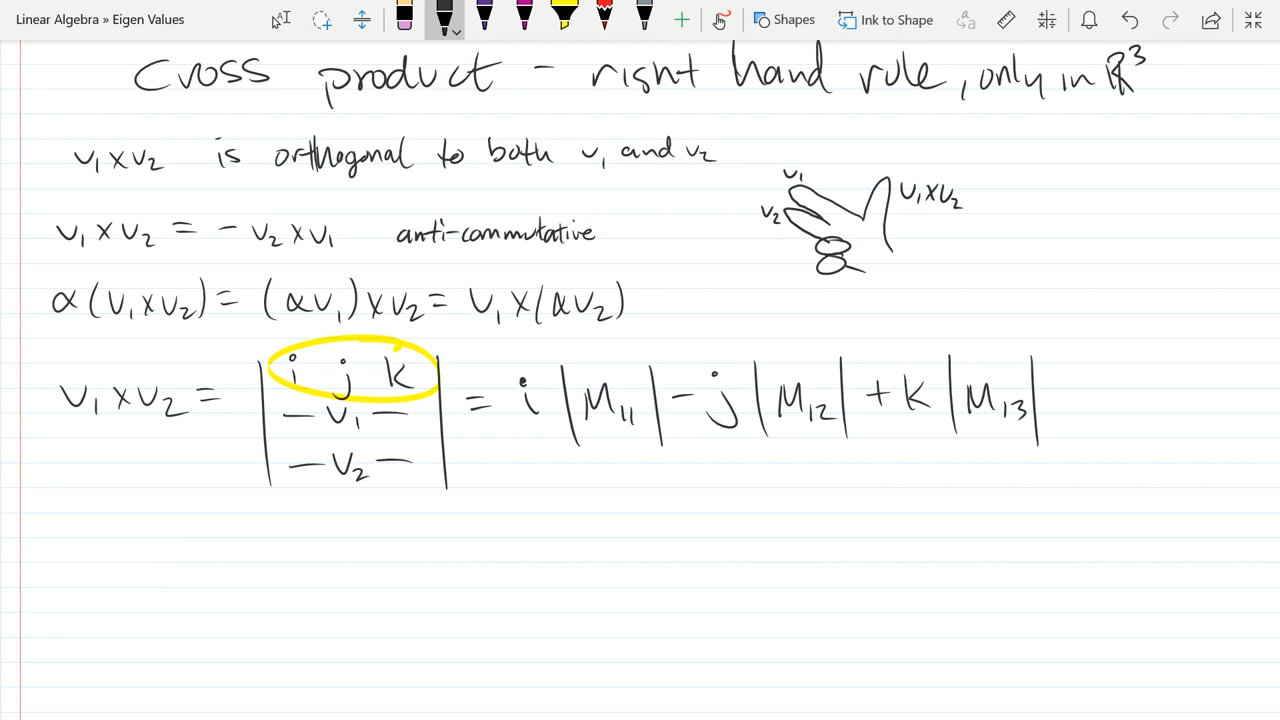 Linear Algebra » Eigen Values
Shapes
Ink to Shape
Cross product - right hand rule, only in ℝ³
v₁ × v₂ is orthogonal to both v₁ and v₂
v₁
v₂
v₁×v₂
v₁ × v₂ = - v₂ × v₁ anti-commutative
α(v₁×v₂) = (αv₁)×v₂ = v₁×(αv₂)
i j k
v₁ × v₂ = | — v₁ — | = i |M₁₁| - j |M₁₂| + k |M₁₃|
— v₂ —